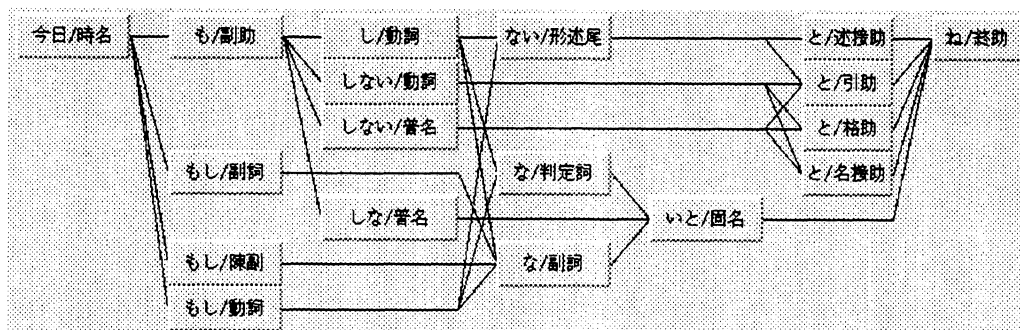 今日/時名 も/副助 し/動詞 ない/形述尾 と/述接助 ね/終助
しない/動詞 と/引助
しない/普名 と/格助
もし/副詞 な/判定詞 と/名接助
しな/普名 いと/固名
もし/陳副 な/副詞
もし/動詞